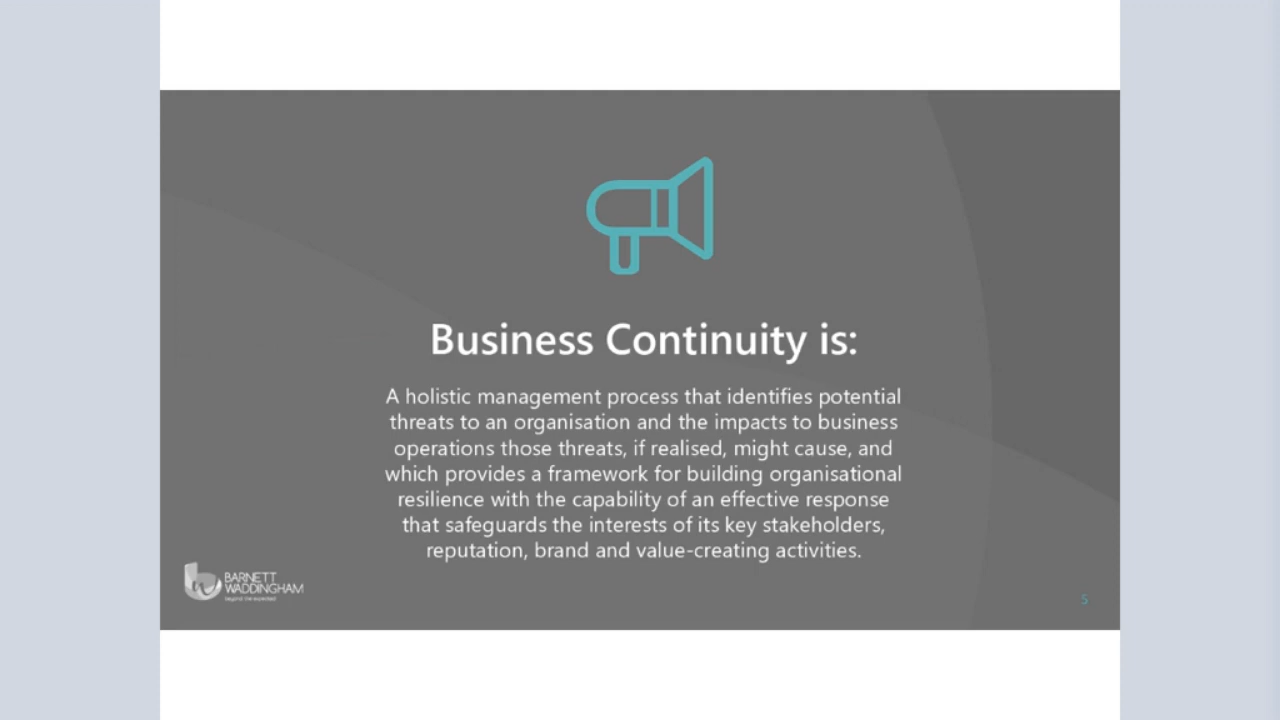 Business Continuity is:
A holistic management process that identifies potential
threats to an organisation and the impacts to business
operations those threats, if realised, might cause, and
which provides a framework for building organisational
resilience with the capability of an effective response
that safeguards the interests of its key stakeholders,
reputation, brand and value-creating activities.
BARNETT
WADDINGHAM
beyond the expected
5